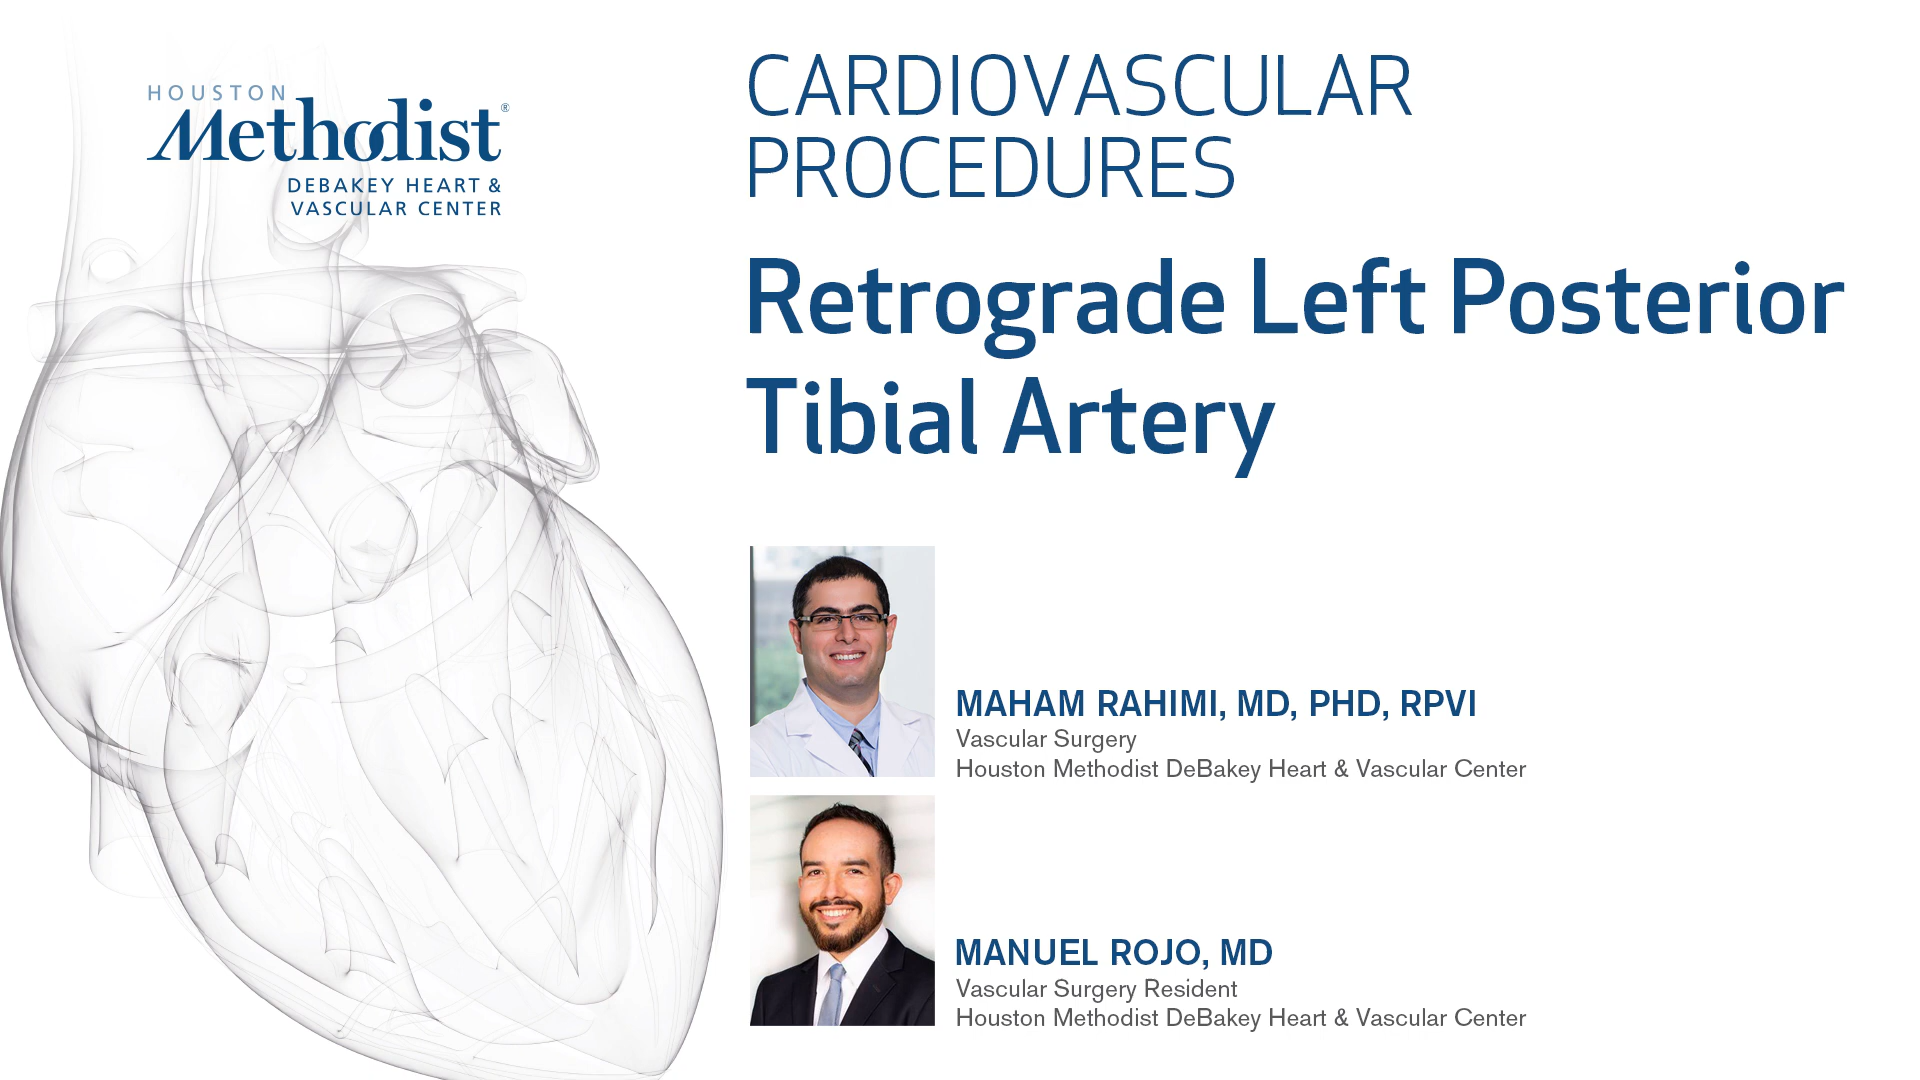 HOUSTON
Methodist®
DEBAKEY HEART &
VASCULAR CENTER
CARDIOVASCULAR
PROCEDURES
Retrograde Left Posterior
Tibial Artery
MAHAM RAHIMI, MD, PHD, RPVI
Vascular Surgery
Houston Methodist DeBakey Heart & Vascular Center
MANUEL ROJO, MD
Vascular Surgery Resident
Houston Methodist DeBakey Heart & Vascular Center